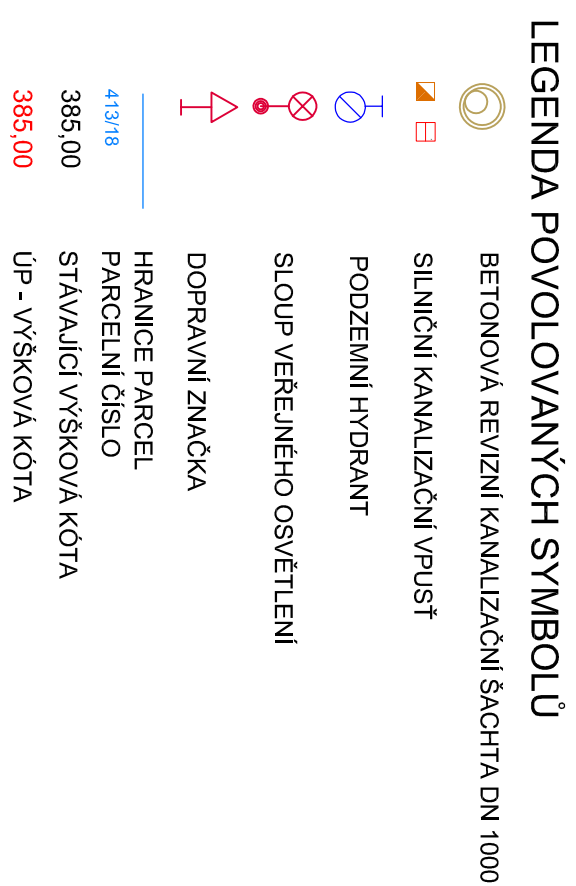 LEGENDA POVOLOVANÝCH SYMBOLŮ
BETONOVÁ REVIZNÍ KANALIZAČNÍ ŠACHTA DN 1000
SILNIČNÍ KANALIZAČNÍ VPUSŤ
PODZEMNÍ HYDRANT
SLOUP VEŘEJNÉHO OSVĚTLENÍ
DOPRAVNÍ ZNAČKA
HRANICE PARCEL
413/18 PARCELNÍ ČÍSLO
385,00 STÁVAJÍCÍ VÝŠKOVÁ KÓTA
385,00 ÚP - VÝŠKOVÁ KÓTA